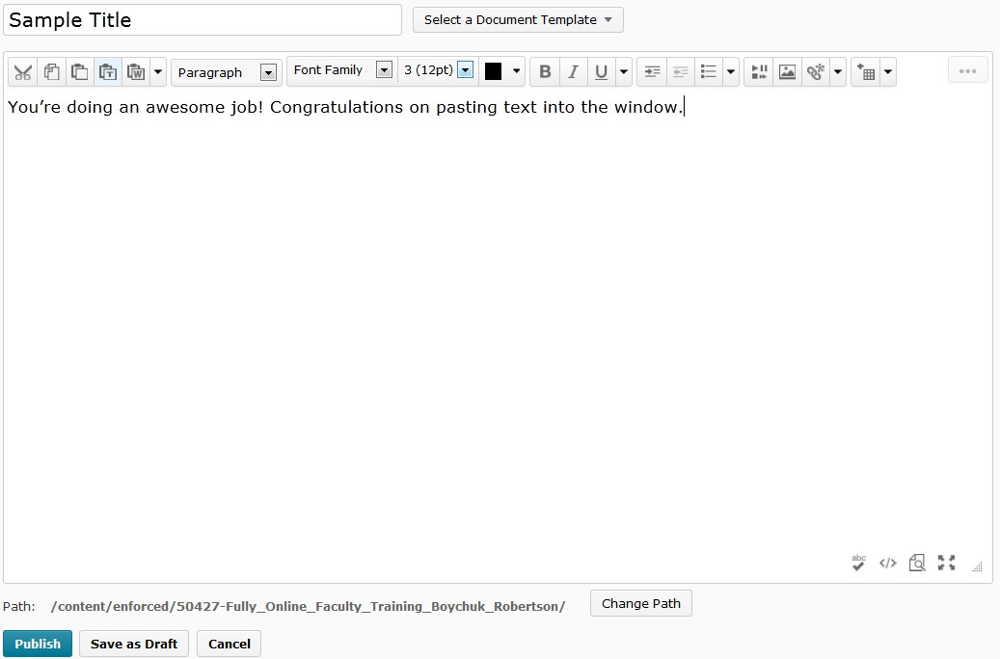 Sample Title Select a Document Template
Paragraph Font Family 3 (12pt) B I U
You’re doing an awesome job! Congratulations on pasting text into the window.
abc </>
Path: /content/enforced/50427-Fully_Online_Faculty_Training_Boychuk_Robertson/ Change Path
Publish Save as Draft Cancel